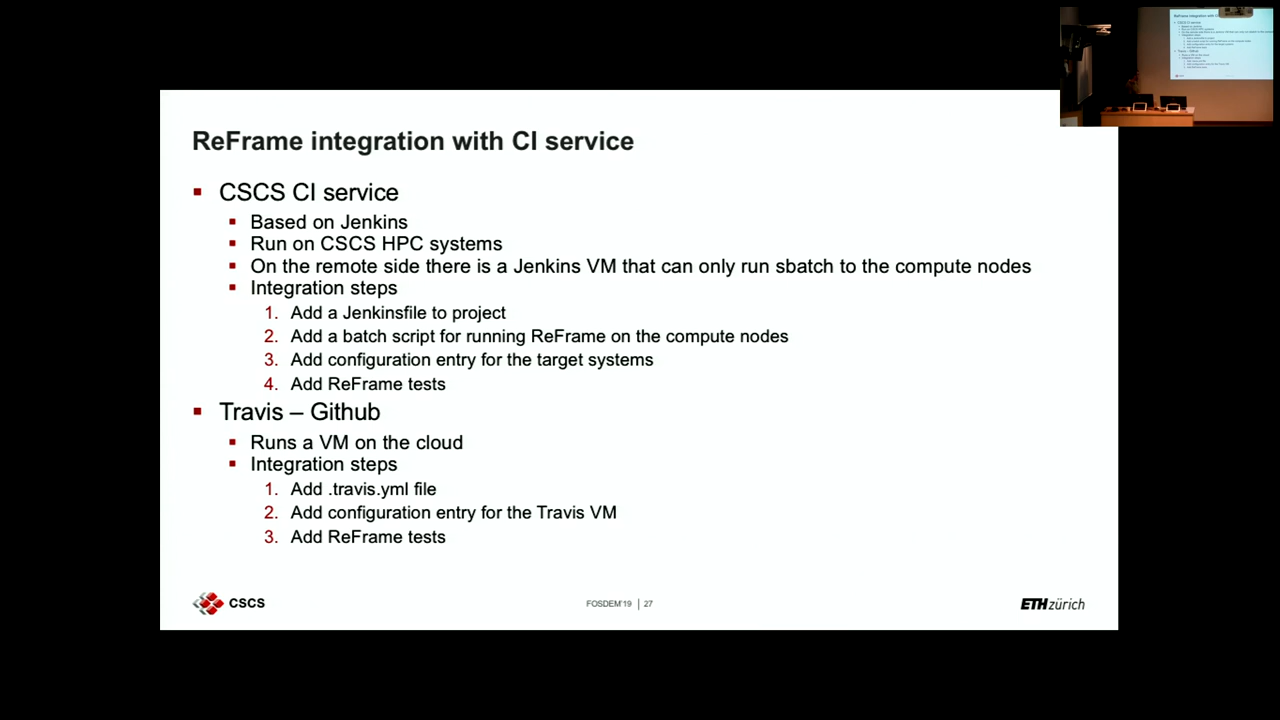 ReFrame integration with CI service
CSCS CI service
Based on Jenkins
Run on CSCS HPC systems
On the remote side there is a Jenkins VM that can only run sbatch to the compute nodes
Integration steps
1. Add a Jenkinsfile to project
2. Add a batch script for running ReFrame on the compute nodes
3. Add configuration entry for the target systems
4. Add ReFrame tests
Travis – Github
Runs a VM on the cloud
Integration steps
1. Add .travis.yml file
2. Add configuration entry for the Travis VM
3. Add ReFrame tests
CSCS
FOSDEM'19 | 27
ETH zürich